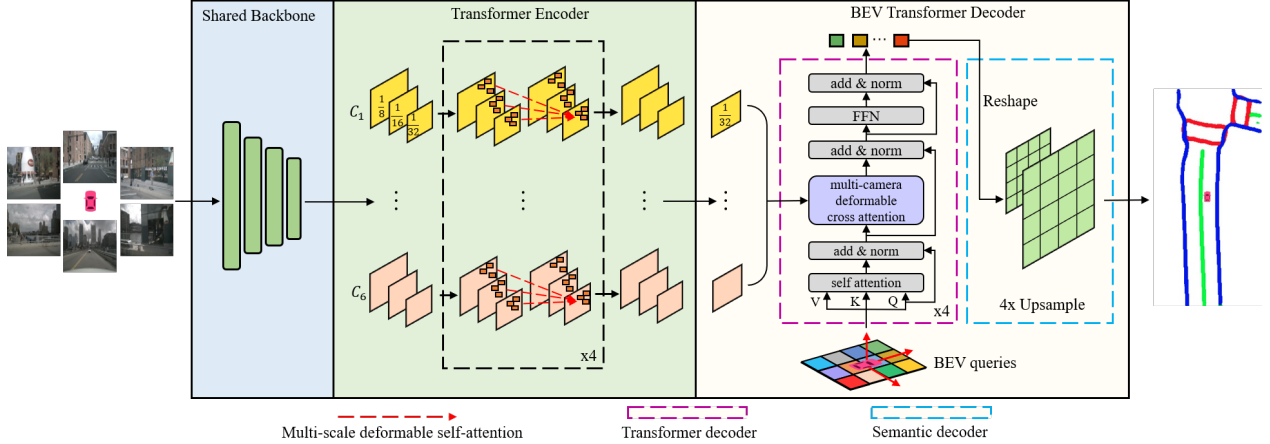 Shared Backbone
Transformer Encoder
BEV Transformer Decoder
C1
1/8
1/16
1/32
C6
x4
1/32
add & norm
FFN
add & norm
multi-camera
deformable
cross attention
add & norm
self attention
V K Q
x4
BEV queries
Reshape
4x Upsample
Multi-scale deformable self-attention
Transformer decoder
Semantic decoder